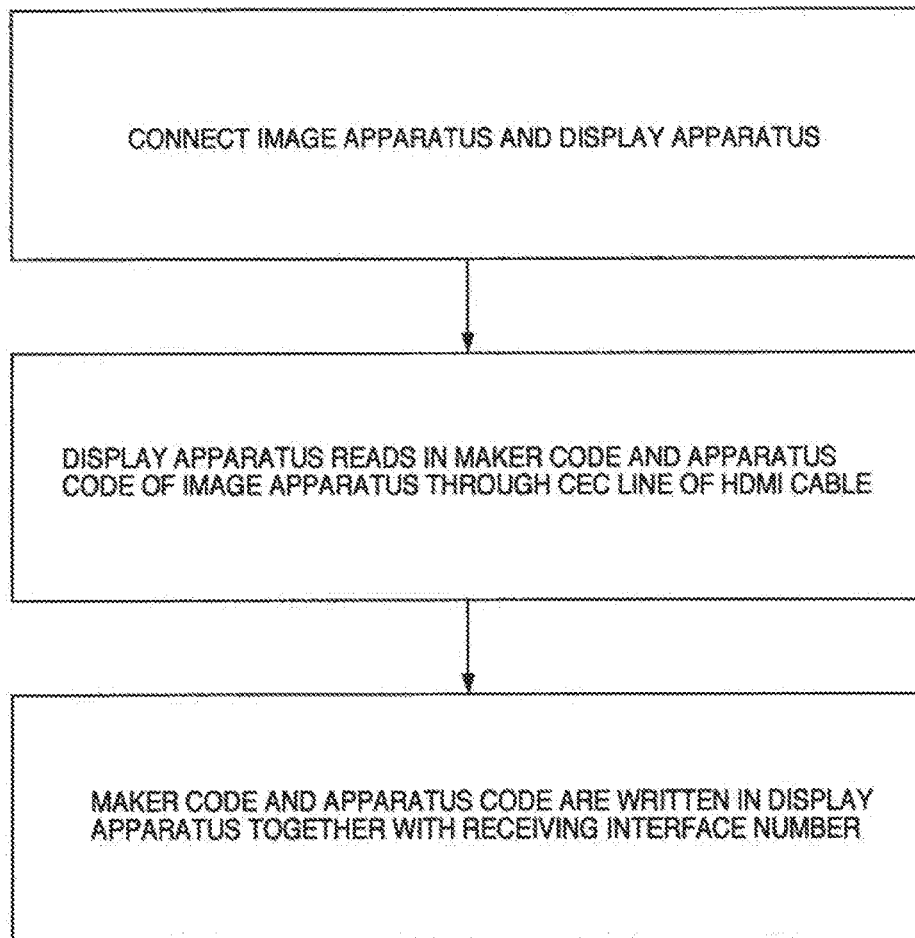 CONNECT IMAGE APPARATUS AND DISPLAY APPARATUS
DISPLAY APPARATUS READS IN MAKER CODE AND APPARATUS
CODE OF IMAGE APPARATUS THROUGH CEC LINE OF HDMI CABLE
MAKER CODE AND APPARATUS CODE ARE WRITTEN IN DISPLAY
APPARATUS TOGETHER WITH RECEIVING INTERFACE NUMBER